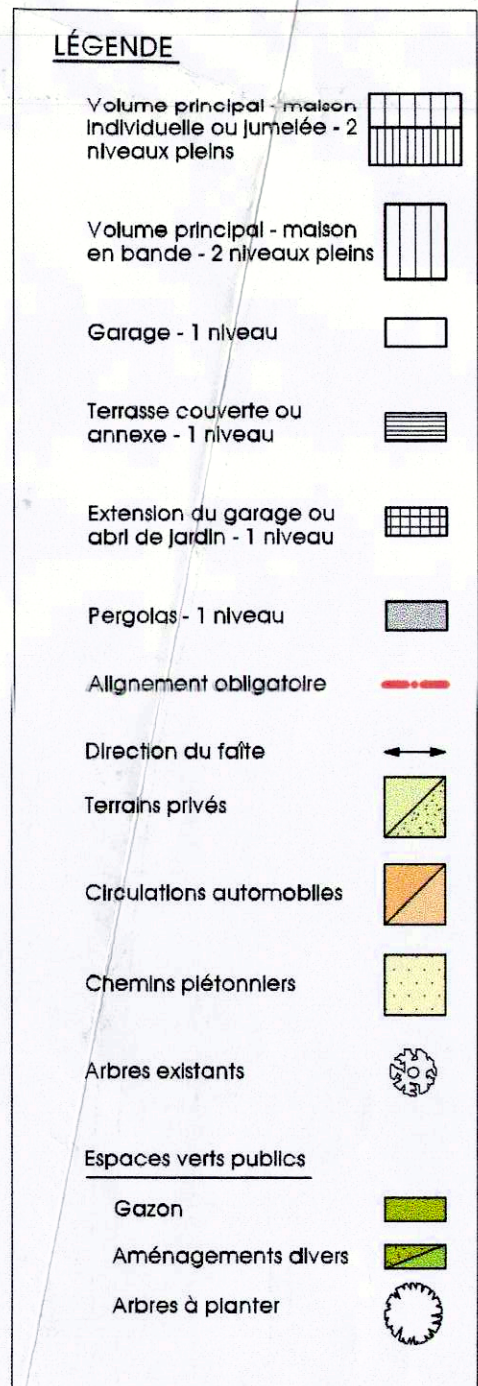 LÉGENDE
Volume principal - maison
individuelle ou jumelée - 2
niveaux pleins
Volume principal - maison
en bande - 2 niveaux pleins
Garage - 1 niveau
Terrasse couverte ou
annexe - 1 niveau
Extension du garage ou
abri de jardin - 1 niveau
Pergolas - 1 niveau
Alignement obligatoire
Direction du faîte
Terrains privés
Circulations automobiles
Chemins piétonniers
Arbres existants
Espaces verts publics
Gazon
Aménagements divers
Arbres à planter